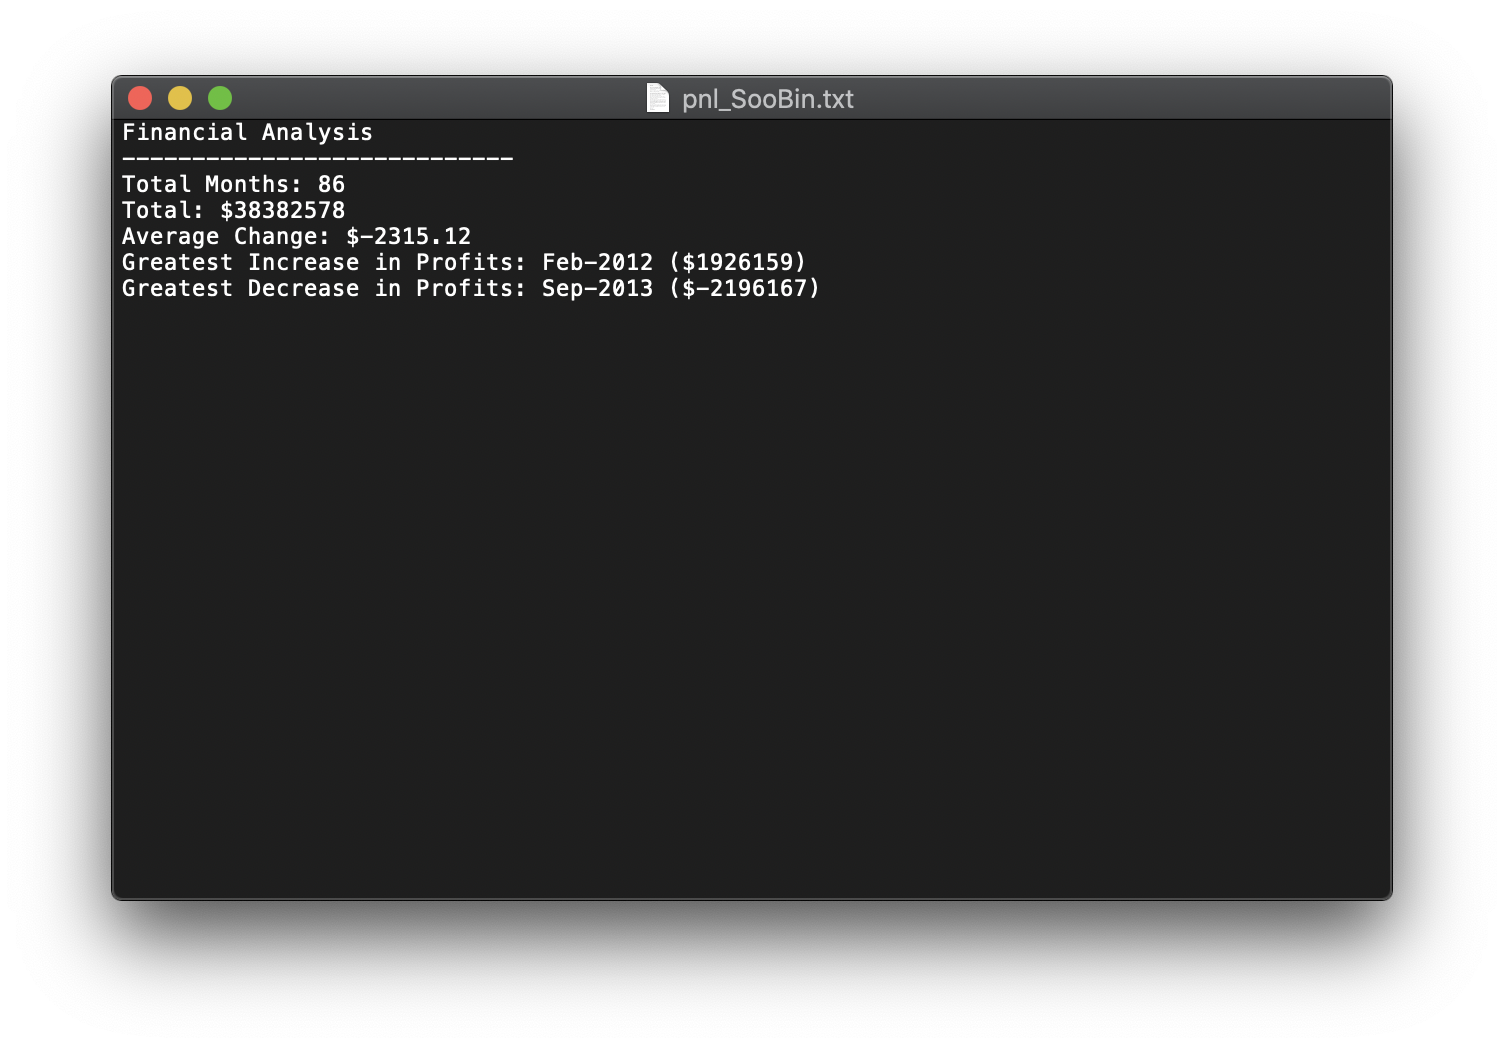 pnl_SooBin.txt
Financial Analysis
----------------------------
Total Months: 86
Total: $38382578
Average Change: $-2315.12
Greatest Increase in Profits: Feb-2012 ($1926159)
Greatest Decrease in Profits: Sep-2013 ($-2196167)